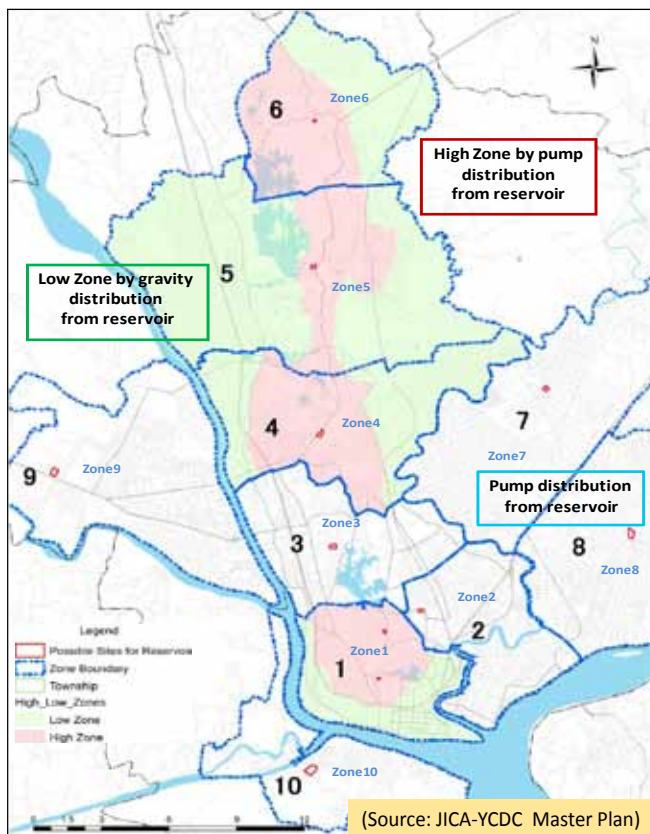 N
6
Zone6
High Zone by pump
distribution
from reservoir
5
Low Zone by gravity
distribution
from reservoir
Zone5
7
Zone7
4
Zone4
9
Zone9
Pump distribution
from reservoir
3
Zone3
8
Zone8
Zone2
2
Zone1
1
Legend
Possible Sites for Reservoir
Zone Boundary
Township
High_Low_Zones
Low Zone
High Zone
10
Zone10
(Source: JICA-YCDC Master Plan)